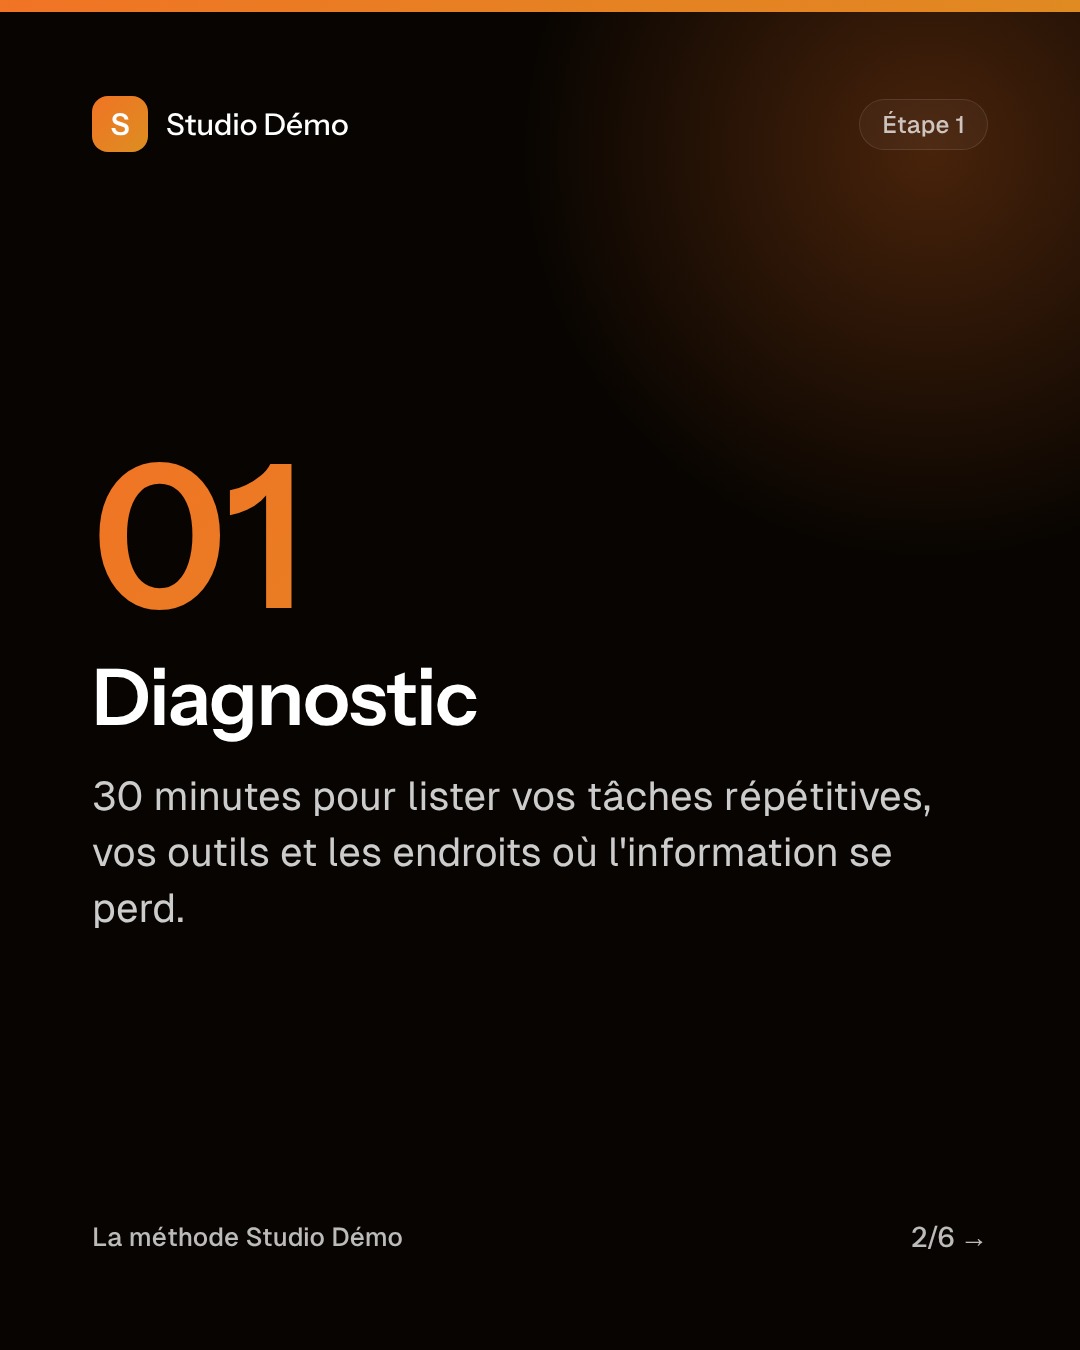 S Studio Démo
Étape 1
01
Diagnostic
30 minutes pour lister vos tâches répétitives,
vos outils et les endroits où l'information se
perd.
La méthode Studio Démo
2/6 →